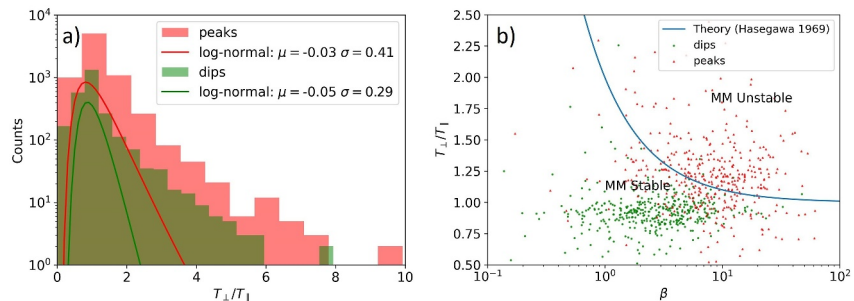 a)
peaks
log-normal: μ = -0.03 σ = 0.41
dips
log-normal: μ = -0.05 σ = 0.29
Counts
10⁴
10³
10²
10¹
10⁰
0
2
4
6
8
10
T⊥/T∥
b)
Theory (Hasegawa 1969)
dips
peaks
MM Unstable
MM Stable
T⊥/T∥
2.50
2.25
2.00
1.75
1.50
1.25
1.00
0.75
0.50
10⁻¹
10⁰
10¹
10²
β